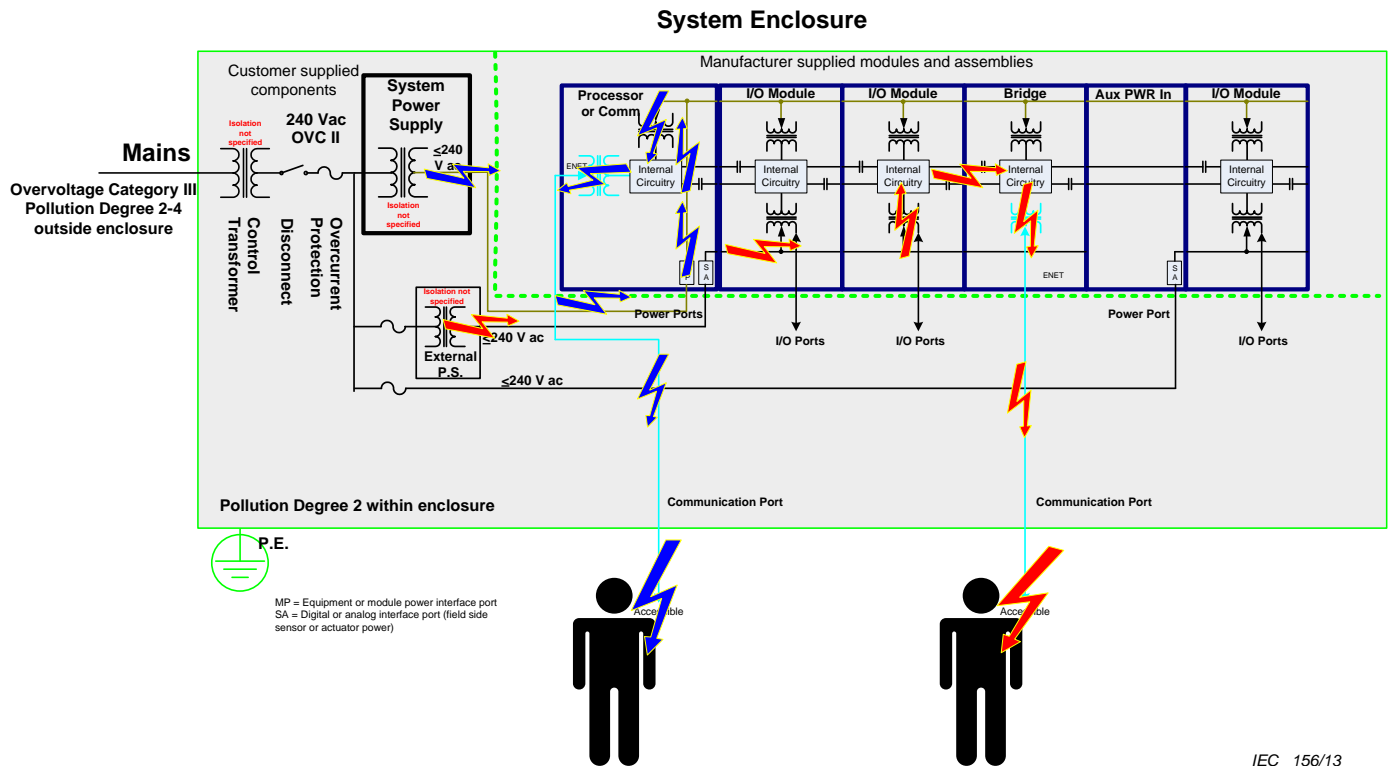 System Enclosure
Customer supplied
components
Manufacturer supplied modules and assemblies
System
Power
Supply
Processor
or Comm
I/O Module
I/O Module
Bridge
Aux PWR In
I/O Module
Isolation
not
specified
240 Vac
OVC II
≤240
V ac
Mains
Overvoltage Category III
Pollution Degree 2-4
outside enclosure
ENET
Internal
Circuitry
Internal
Circuitry
Internal
Circuitry
Internal
Circuitry
Internal
Circuitry
Isolation
not
specified
Control
Transformer
Disconnect
Overcurrent
Protection
P
S
A
ENET
S
A
Isolation not
specified
Power Ports
Power Port
≤240 V ac
External
P.S.
I/O Ports
I/O Ports
I/O Ports
≤240 V ac
Pollution Degree 2 within enclosure
Communication Port
Communication Port
P.E.
MP = Equipment or module power interface port
SA = Digital or analog interface port (field side
sensor or actuator power)
IEC 156/13